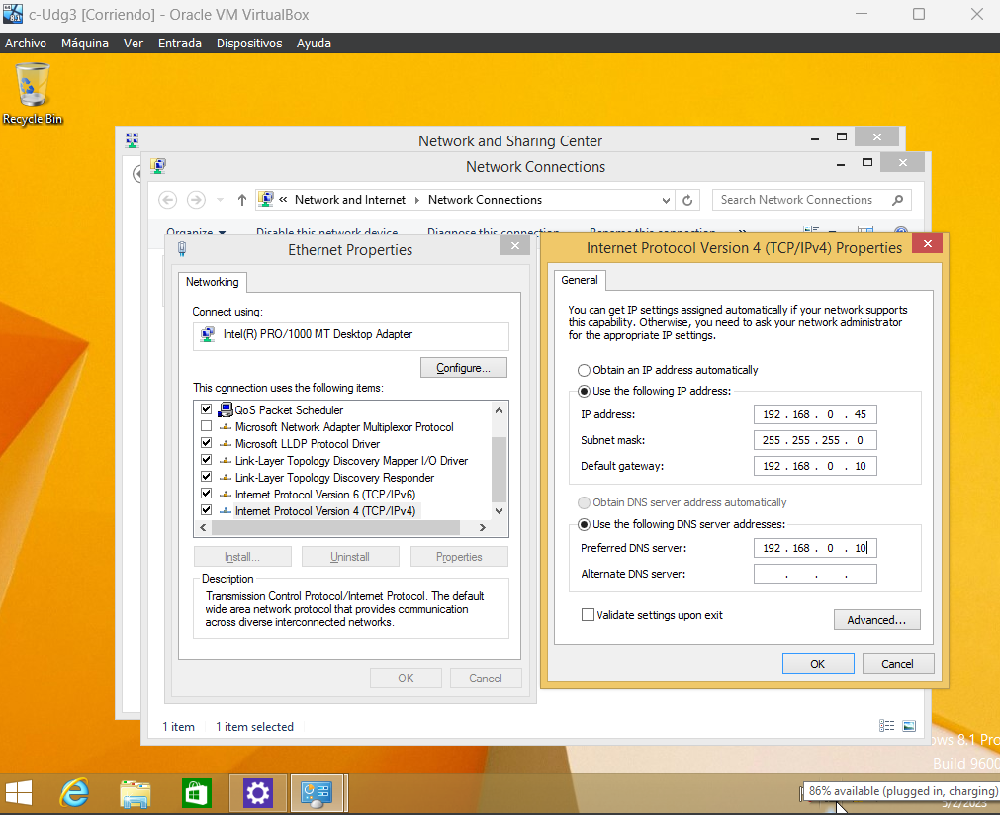 c-Udg3 [Corriendo] - Oracle VM VirtualBox
Archivo Máquina Ver Entrada Dispositivos Ayuda
Recycle Bin
Network and Sharing Center
Network Connections
« Network and Internet Network Connections
Search Network Connections
Organize Disable this network device Diagnose this connection Rename this connection »
Ethernet Properties
Networking
Connect using:
Intel(R) PRO/1000 MT Desktop Adapter
Configure...
This connection uses the following items:
QoS Packet Scheduler
Microsoft Network Adapter Multiplexor Protocol
Microsoft LLDP Protocol Driver
Link-Layer Topology Discovery Mapper I/O Driver
Link-Layer Topology Discovery Responder
Internet Protocol Version 6 (TCP/IPv6)
Internet Protocol Version 4 (TCP/IPv4)
Install... Uninstall Properties
Description
Transmission Control Protocol/Internet Protocol. The default
wide area network protocol that provides communication
across diverse interconnected networks.
OK Cancel
Internet Protocol Version 4 (TCP/IPv4) Properties
General
You can get IP settings assigned automatically if your network supports
this capability. Otherwise, you need to ask your network administrator
for the appropriate IP settings.
Obtain an IP address automatically
Use the following IP address:
IP address: 192 . 168 . 0 . 45
Subnet mask: 255 . 255 . 255 . 0
Default gateway: 192 . 168 . 0 . 10
Obtain DNS server address automatically
Use the following DNS server addresses:
Preferred DNS server: 192 . 168 . 0 . 10
Alternate DNS server: . . .
Validate settings upon exit
Advanced...
OK Cancel
1 item 1 item selected
ows 8.1 Pro
Build 9600
86% available (plugged in, charging)
5/2/2023